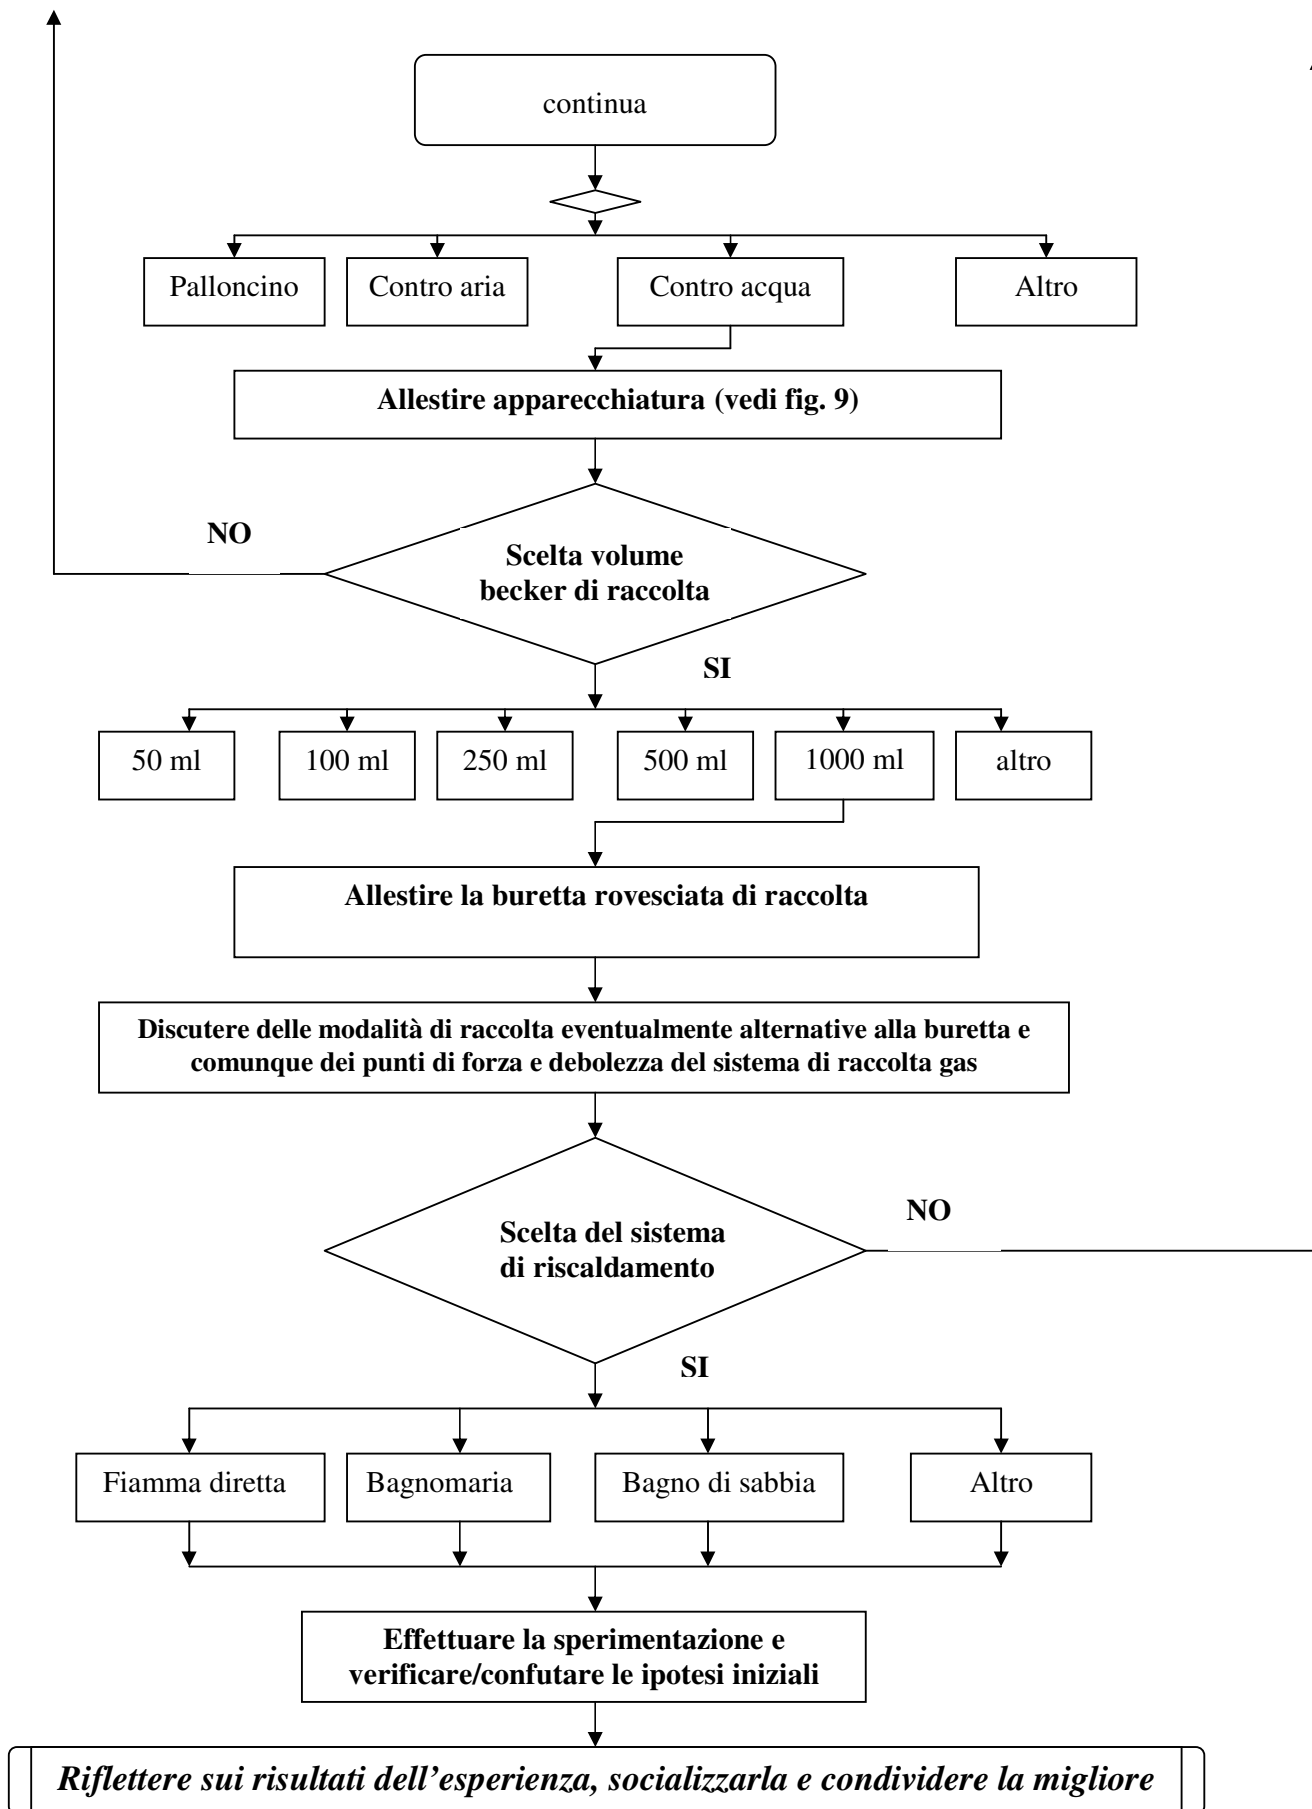 continua
Palloncino
Contro aria
Contro acqua
Altro
Allestire apparecchiatura (vedi fig. 9)
NO
Scelta volume
becker di raccolta
SI
50 ml
100 ml
250 ml
500 ml
1000 ml
altro
Allestire la buretta rovesciata di raccolta
Discutere delle modalità di raccolta eventualmente alternative alla buretta e
comunque dei punti di forza e debolezza del sistema di raccolta gas
NO
Scelta del sistema
di riscaldamento
SI
Fiamma diretta
Bagnomaria
Bagno di sabbia
Altro
Effettuare la sperimentazione e
verificare/confutare le ipotesi iniziali
Riflettere sui risultati dell’esperienza, socializzarla e condividere la migliore